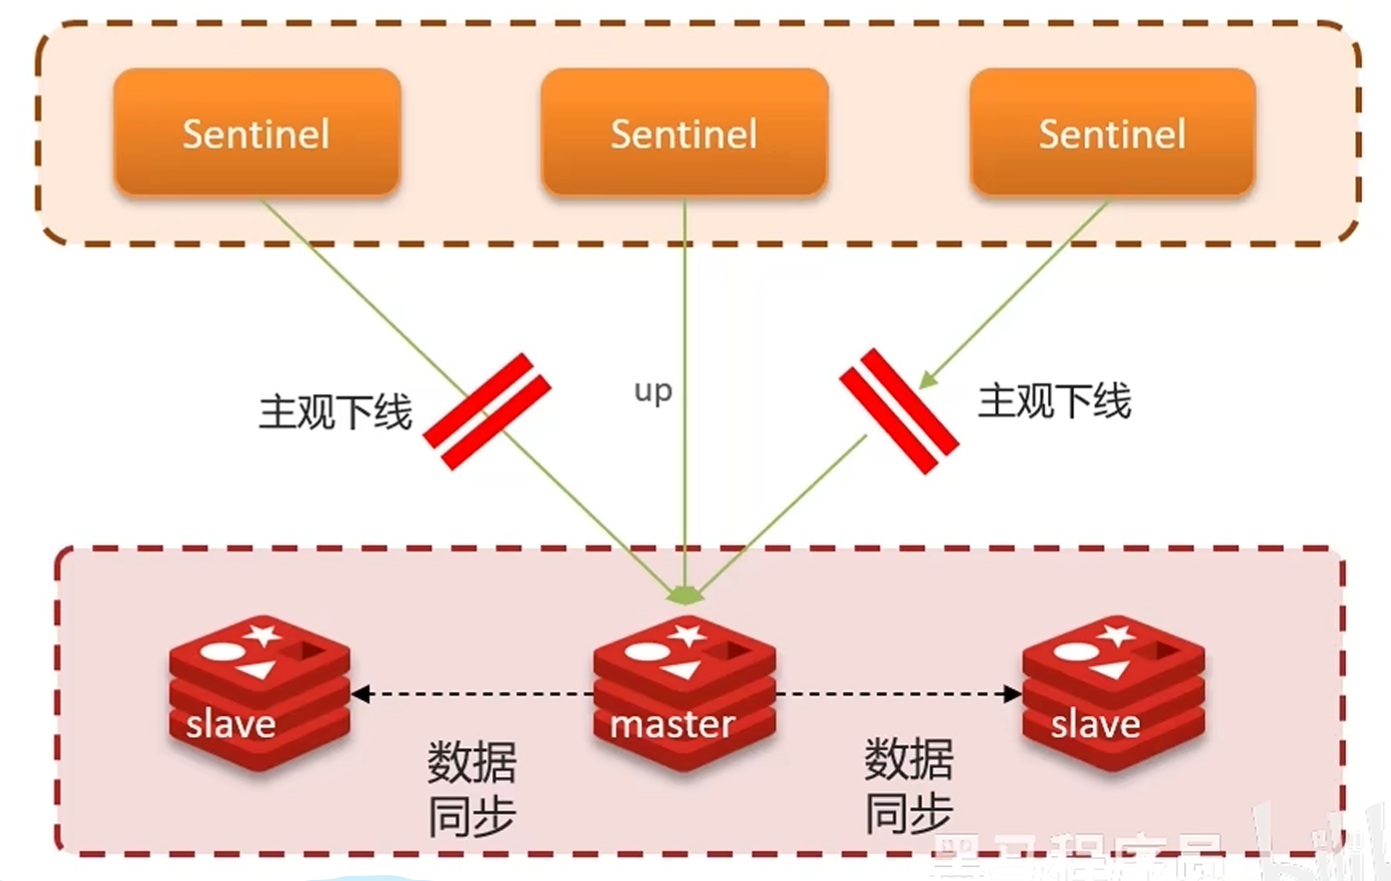 Sentinel
Sentinel
Sentinel
主观下线
up
主观下线
slave
master
slave
数据
同步
数据
同步
黑马程序员